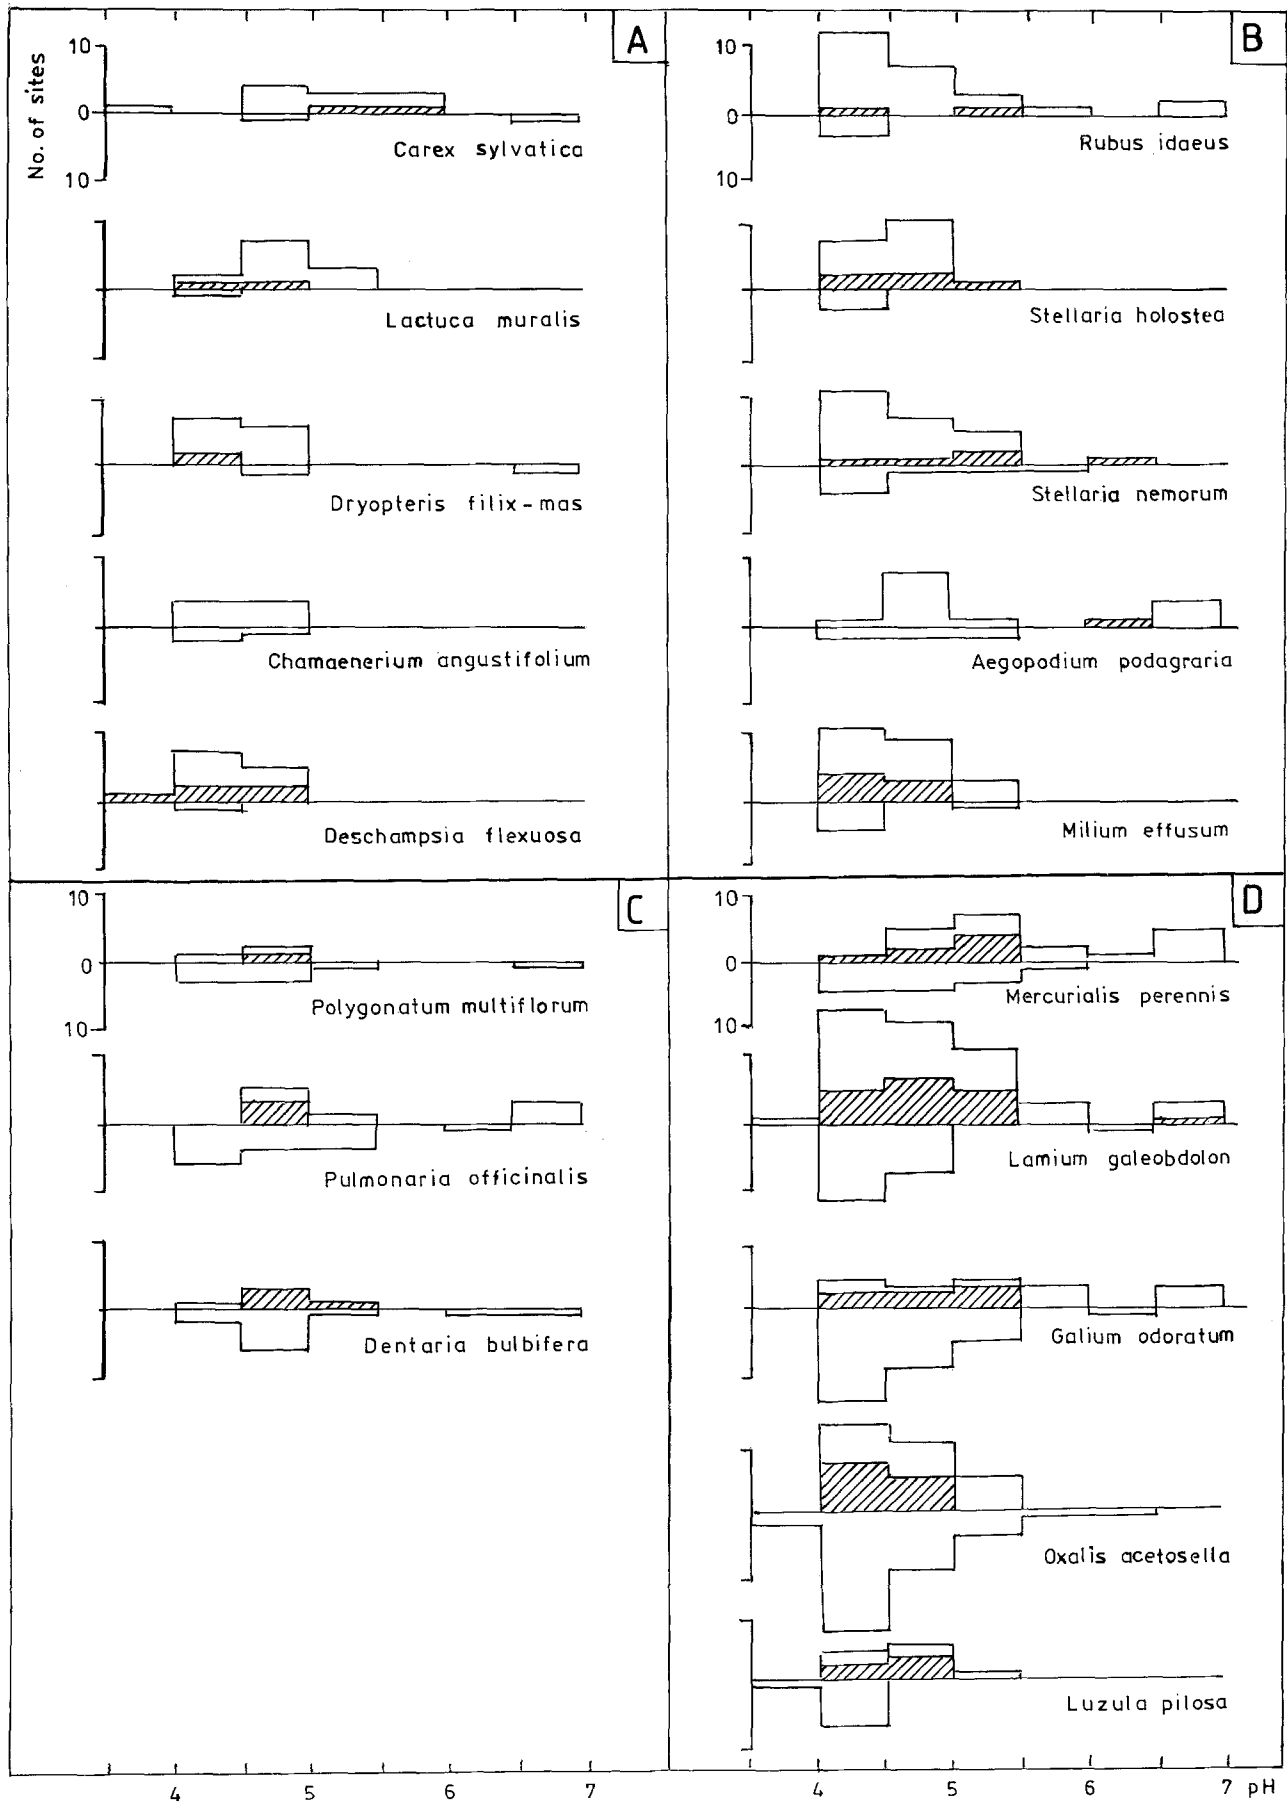 A
10
0
10
No. of sites
Carex sylvatica
Lactuca muralis
Dryopteris filix-mas
Chamaenerium angustifolium
Deschampsia flexuosa
B
10
0
10
Rubus idaeus
Stellaria holostea
Stellaria nemorum
Aegopodium podagraria
Milium effusum
C
10
0
10
Polygonatum multiflorum
Pulmonaria officinalis
Dentaria bulbifera
D
10
0
10
Mercurialis perennis
Lamium galeobdolon
Galium odoratum
Oxalis acetosella
Luzula pilosa
4 5 6 7
4 5 6 7 pH